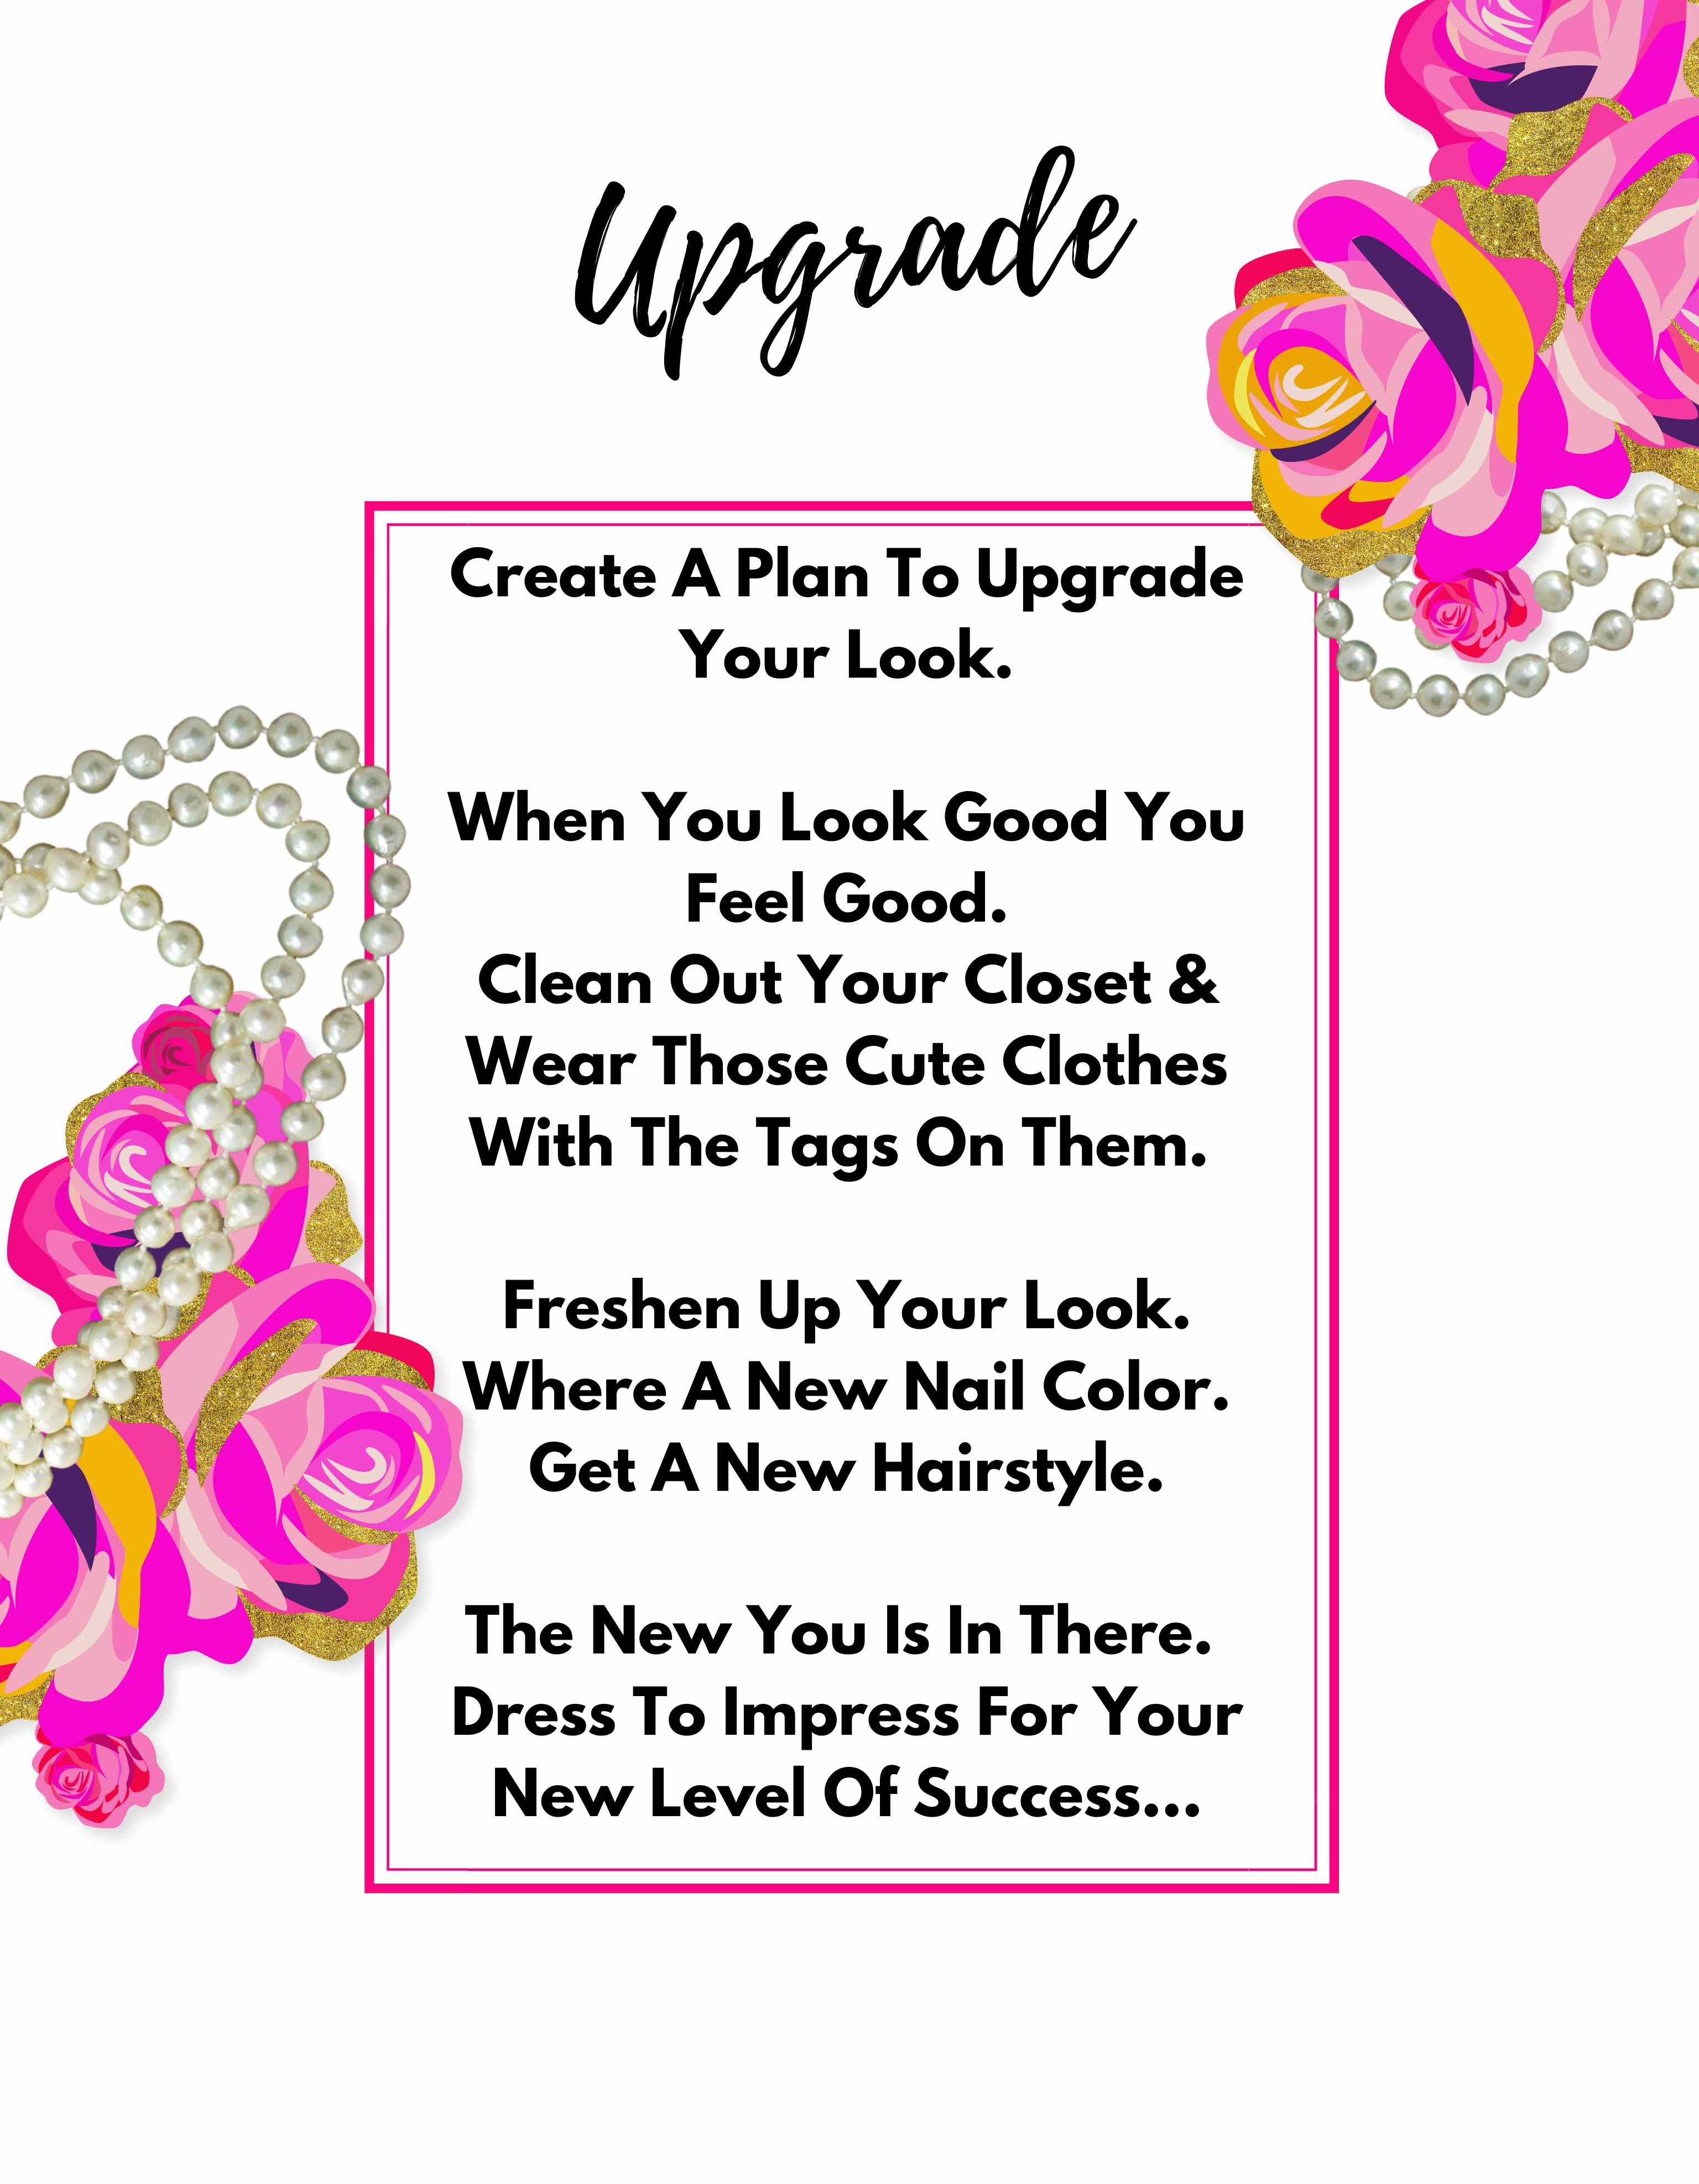 Upgrade
Create A Plan To Upgrade
Your Look.
When You Look Good You
Feel Good.
Clean Out Your Closet &
Wear Those Cute Clothes
With The Tags On Them.
Freshen Up Your Look.
Where A New Nail Color.
Get A New Hairstyle.
The New You Is In There.
Dress To Impress For Your
New Level Of Success...